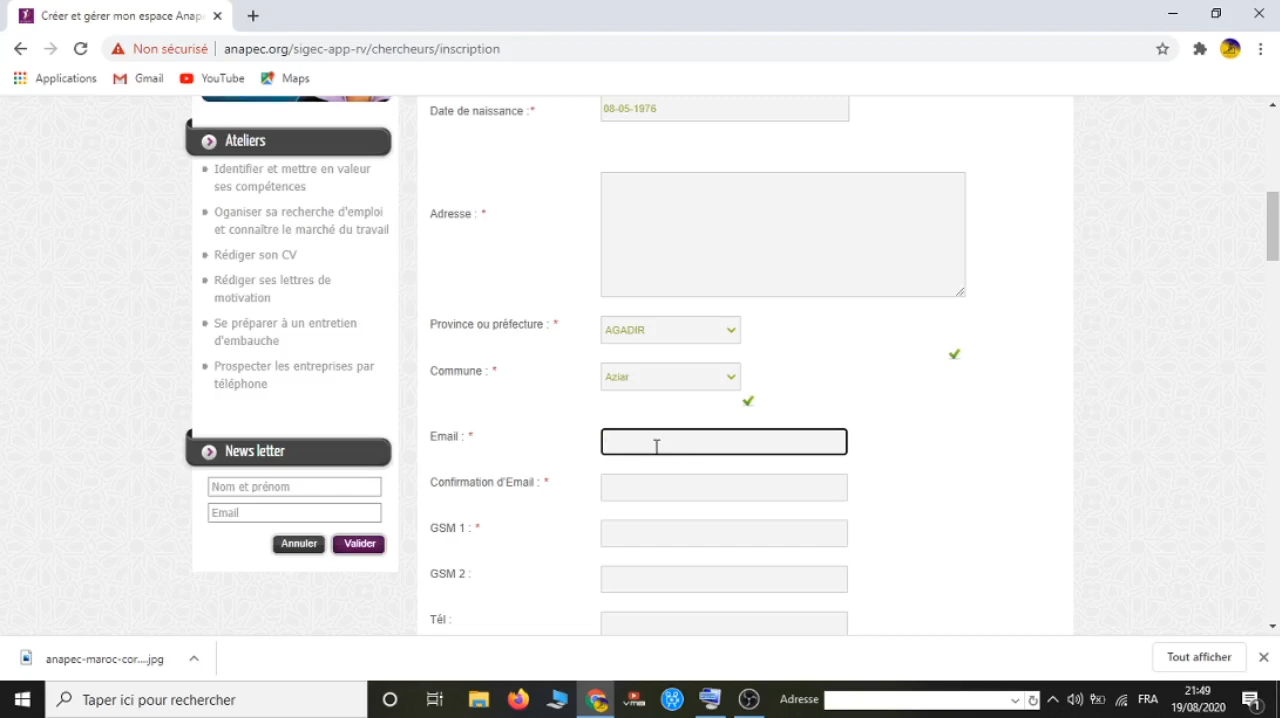 Créer et gérer mon espace Anap
Non sécurisé
anapec.org/sigec-app-rv/chercheurs/inscription
Applications
Gmail
YouTube
Maps
Ateliers
Identifier et mettre en valeur
ses compétences
Oganiser sa recherche d'emploi
et connaître le marché du travail
Rédiger son CV
Rédiger ses lettres de
motivation
Se préparer à un entretien
d'embauche
Prospecter les entreprises par
téléphone
News letter
Nom et prénom
Email
Annuler
Valider
Date de naissance :*
08-05-1976
Adresse : *
Province ou préfecture : *
AGADIR
Commune : *
Aziar
Email : *
Confirmation d'Email : *
GSM 1 : *
GSM 2 :
Tél :
anapec-maroc-cor....jpg
Tout afficher
Taper ici pour rechercher
Adresse
FRA
21:49
19/08/2020